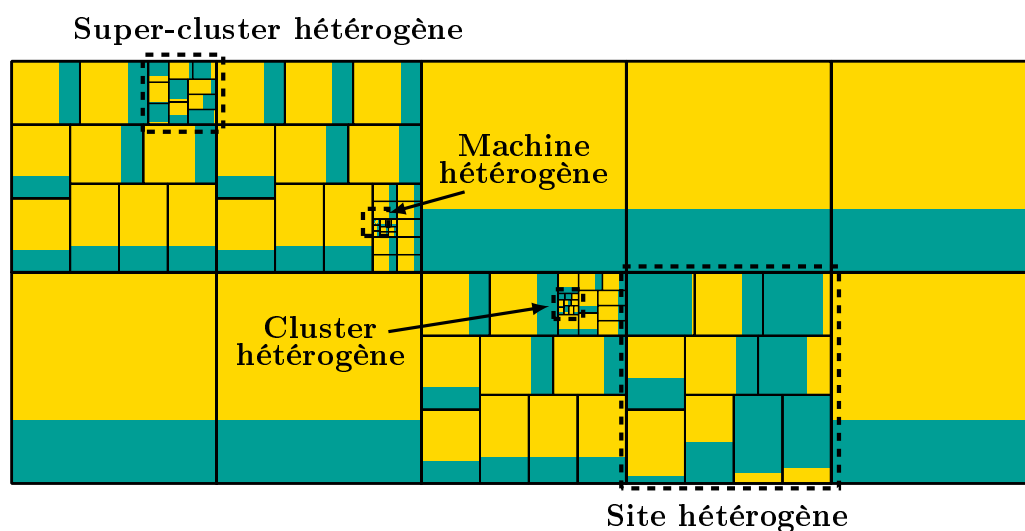 Super-cluster hétérogène
Machine
hétérogène
Cluster
hétérogène
Site hétérogène